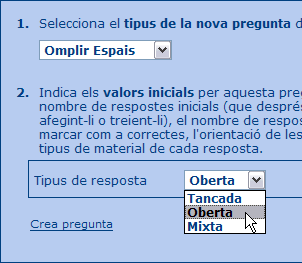 1. Selecciona el tipus de la nova pregunta d
Omplir Espais
2. Indica els valors inicials per aquesta pre
nombre de respostes inicials (que després
afegint-li o treient-li), el nombre de respo
marcar com a correctes, l'orientació de les
tipus de material de cada resposta.
Tipus de resposta Oberta
Tancada
Oberta
Mixta
Crea pregunta